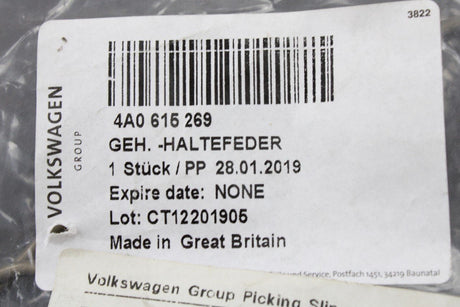 3822
VOLKSWAGEN
GROUP
4A0 615 269
GEH. -HALTEFEDER
1 Stück / PP 28.01.2019
Expire date: NONE
Lot: CT12201905
Made in Great Britain
Service, Postfach 1451, 34219 Baunatal
Volkswagen Group Picking